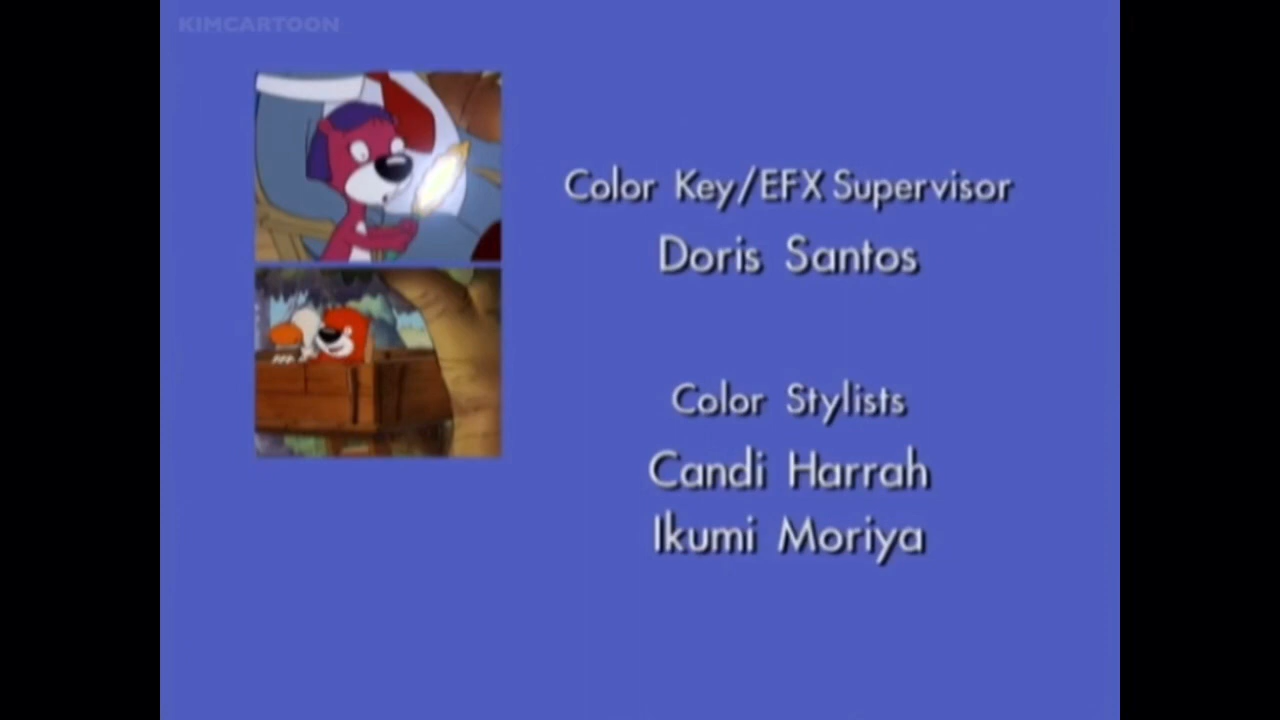 KIMCARTOON
Color Key/EFX Supervisor
Doris Santos
Color Stylists
Candi Harrah
Ikumi Moriya